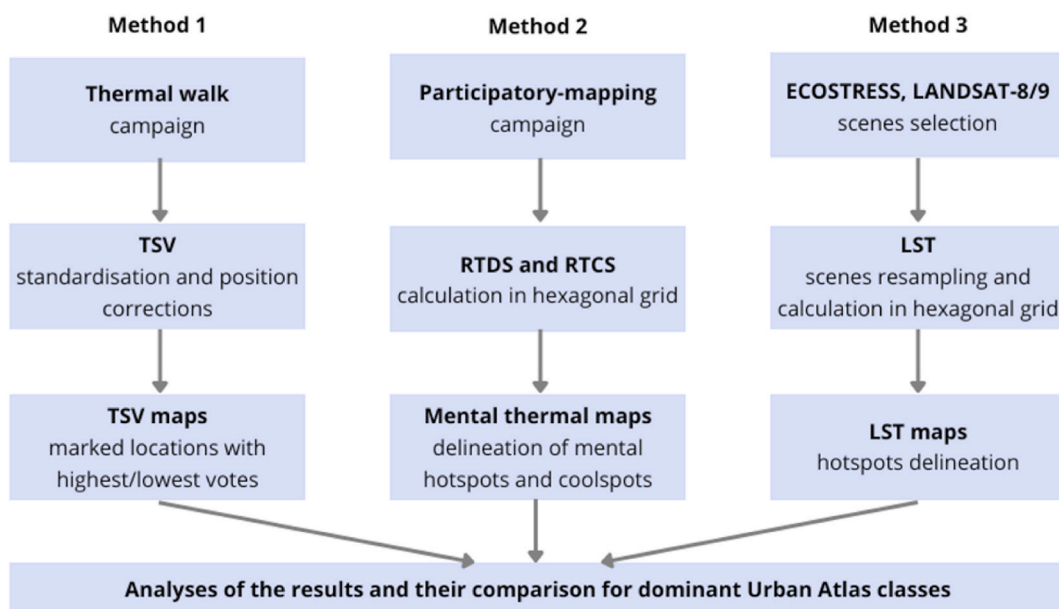 Method 1
Thermal walk
campaign
TSV
standardisation and position
corrections
TSV maps
marked locations with
highest/lowest votes
Method 2
Participatory-mapping
campaign
RTDS and RTCS
calculation in hexagonal grid
Mental thermal maps
delineation of mental
hotspots and coolspots
Method 3
ECOSTRESS, LANDSAT-8/9
scenes selection
LST
scenes resampling and
calculation in hexagonal grid
LST maps
hotspots delineation
Analyses of the results and their comparison for dominant Urban Atlas classes